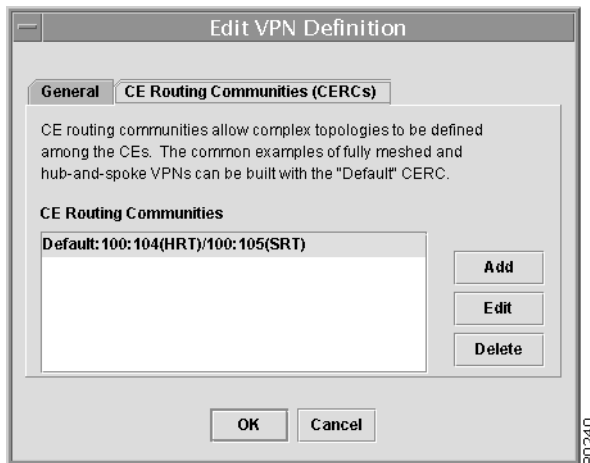 Edit VPN Definition
General
CE Routing Communities (CERCs)
CE routing communities allow complex topologies to be defined
among the CEs. The common examples of fully meshed and
hub-and-spoke VPNs can be built with the "Default" CERC.
CE Routing Communities
Default:100:104(HRT)/100:105(SRT)
Add
Edit
Delete
OK
Cancel